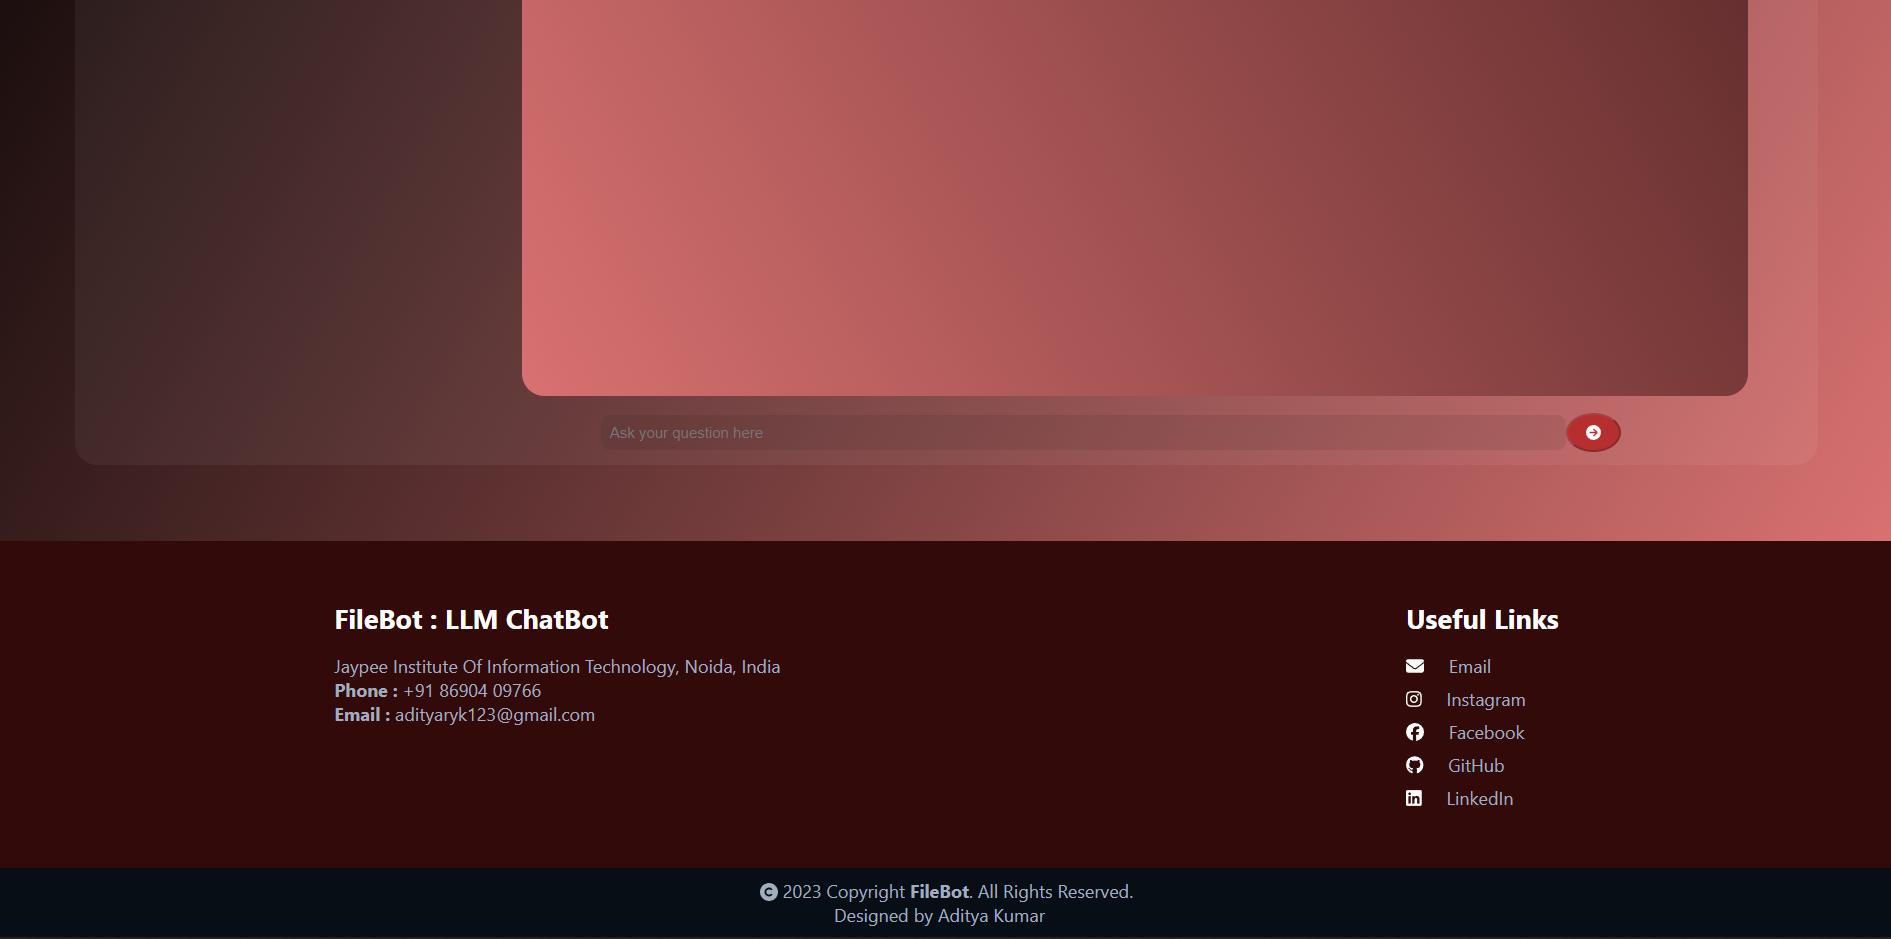 Ask your question here
FileBot : LLM ChatBot
Jaypee Institute Of Information Technology, Noida, India
Phone : +91 86904 09766
Email : adityaryk123@gmail.com
Useful Links
Email
Instagram
Facebook
GitHub
LinkedIn
© 2023 Copyright FileBot. All Rights Reserved.
Designed by Aditya Kumar